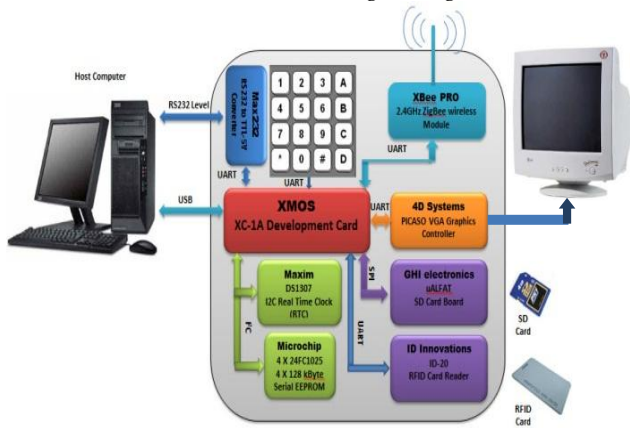 Host Computer
RS232 Level
USB
Max232
RS232 to TTL-5V
Converter
UART
1 2 3 A
4 5 6 B
7 8 9 C
* 0 # D
UART
XBee PRO
2.4GHz ZigBee wireless
Module
UART
XMOS
XC-1A Development Card
UART
4D Systems
PICASO VGA Graphics
Controller
Maxim
DS1307
I2C Real Time Clock
(RTC)
SPI
GHI electronics
uALFAT
SD Card Board
I²C
Microchip
4 X 24FC1025
4 X 128 kByte
Serial EEPROM
UART
ID Innovations
ID-20
RFID Card Reader
SD
Card
RFID
Card